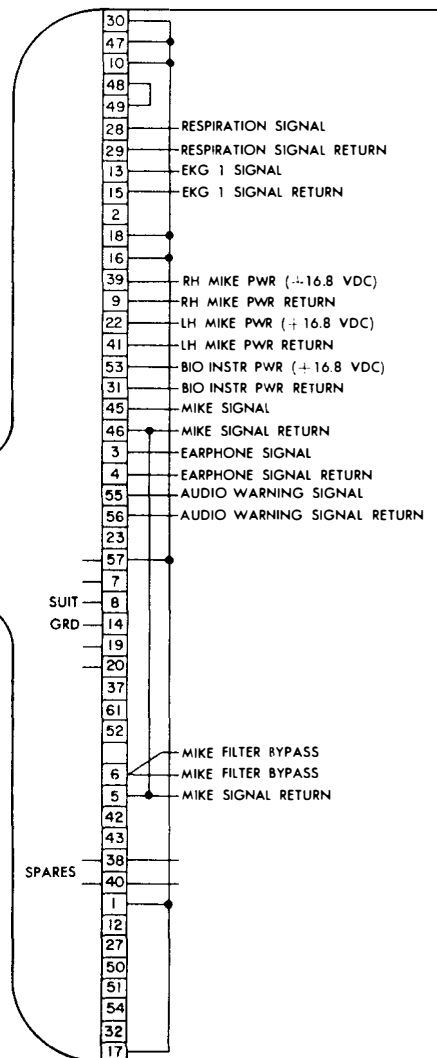 30
47
10
48
49
28 RESPIRATION SIGNAL
29 RESPIRATION SIGNAL RETURN
13 EKG 1 SIGNAL
15 EKG 1 SIGNAL RETURN
2
18
16
39 RH MIKE PWR (+16.8 VDC)
9 RH MIKE PWR RETURN
22 LH MIKE PWR (+16.8 VDC)
41 LH MIKE PWR RETURN
53 BIO INSTR PWR (+16.8 VDC)
31 BIO INSTR PWR RETURN
45 MIKE SIGNAL
46 MIKE SIGNAL RETURN
3 EARPHONE SIGNAL
4 EARPHONE SIGNAL RETURN
55 AUDIO WARNING SIGNAL
56 AUDIO WARNING SIGNAL RETURN
23
57
7
SUIT 8
GRD 14
19
20
37
61
52
MIKE FILTER BYPASS
6 MIKE FILTER BYPASS
5 MIKE SIGNAL RETURN
42
43
38
SPARES
40
1
12
27
50
51
54
32
17